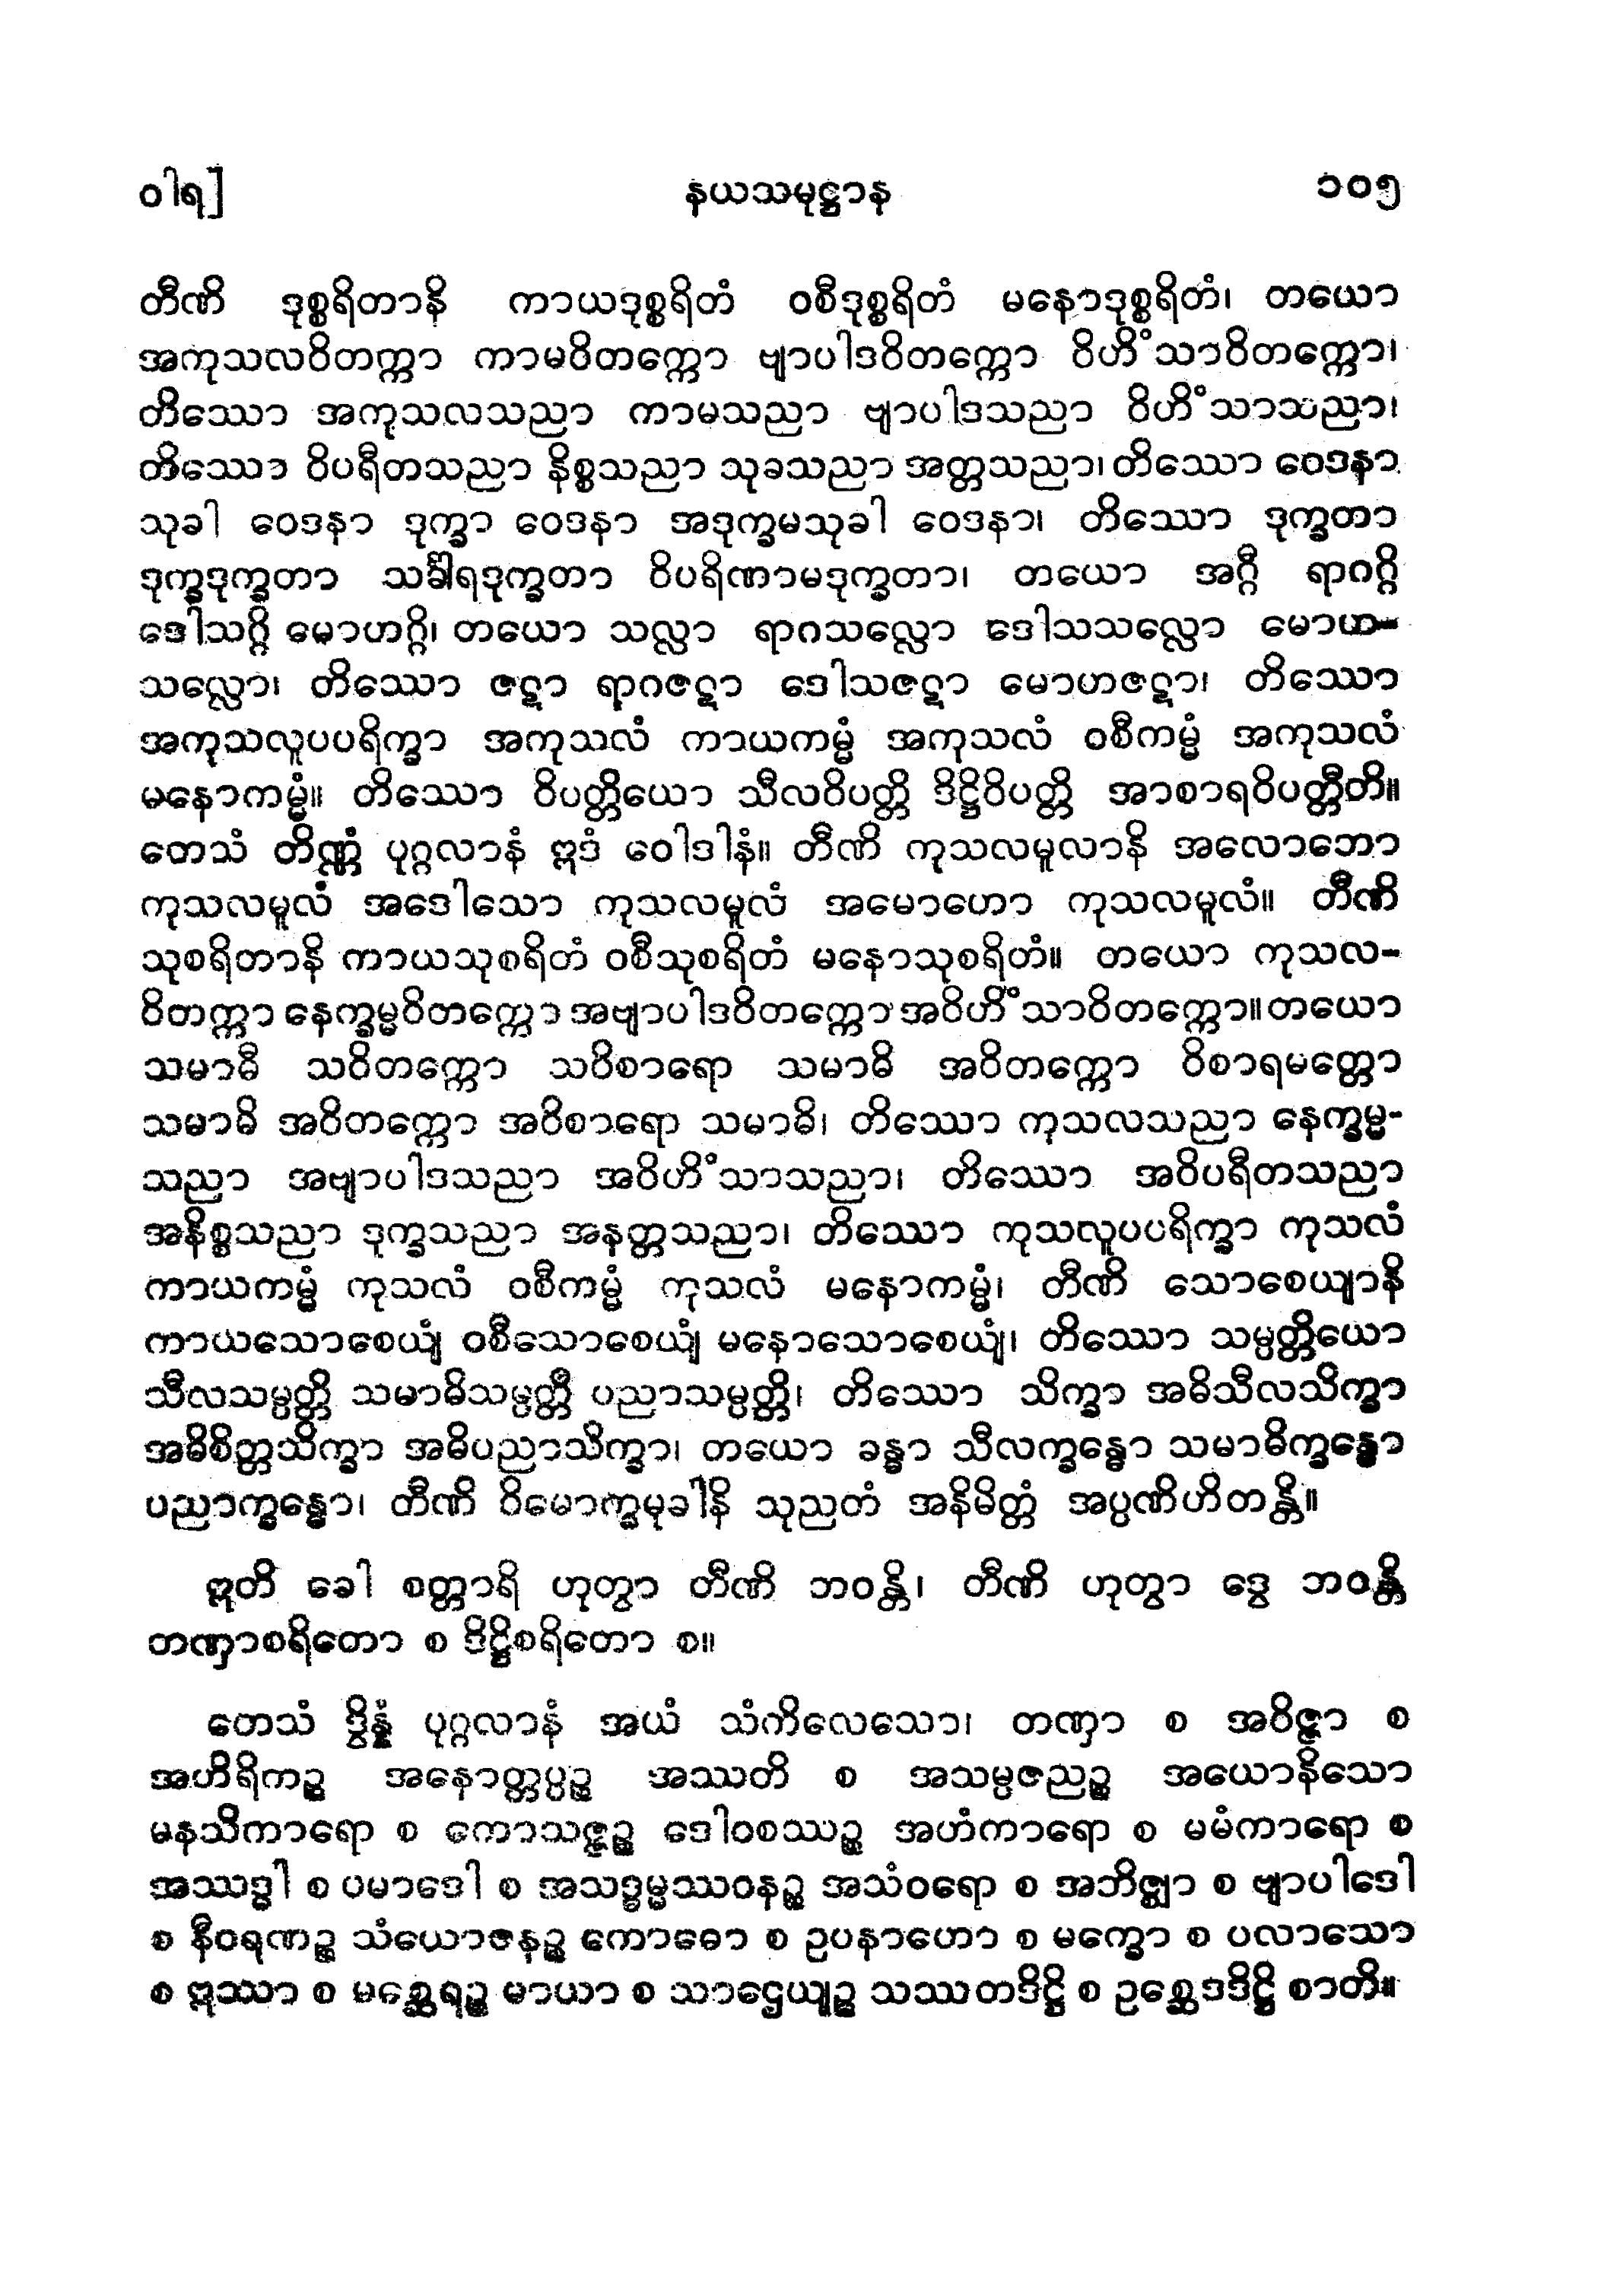 ဝါရ] နယသမုဋ္ဌာန ၁၀၅
တီဏိ ဒုစ္စရိတာနိ ကာယဒုစ္စရိတံ ဝစီဒုစ္စရိတံ မနောဒုစ္စရိတံ၊ တယော
အကုသလဝိတက္ကာ ကာမဝိတက္ကော ဗျာပါဒဝိတက္ကော ဝိဟိံသာဝိတက္ကော၊
တိဿော အကုသလသညာ ကာမသညာ ဗျာပါဒသညာ ဝိဟိံသာသညာ၊
တိဿော ဝိပရီတသညာ နိစ္စသညာ သုခသညာ အတ္တသညာ၊ တိဿော ဝေဒနာ
သုခါ ဝေဒနာ ဒုက္ခာ ဝေဒနာ အဒုက္ခမသုခါ ဝေဒနာ၊ တိဿော ဒုက္ခတာ
ဒုက္ခဒုက္ခတာ သင်္ခါရဒုက္ခတာ ဝိပရိဏာမဒုက္ခတာ၊ တယော အဂ္ဂီ ရာဂဂ္ဂိ
ဒေါသဂ္ဂိ မောဟဂ္ဂိ၊ တယော သလ္လာ ရာဂသလ္လော ဒေါသသလ္လော မောဟ-
သလ္လော၊ တိဿော ဇဋာ ရာဂဇဋာ ဒေါသဇဋာ မောဟဇဋာ၊ တိဿော
အကုသလူပပရိက္ခာ အကုသလံ ကာယကမ္မံ အကုသလံ ဝစီကမ္မံ အကုသလံ
မနောကမ္မံ။ တိဿော ဝိပတ္တိယော သီလဝိပတ္တိ ဒိဋ္ဌိဝိပတ္တိ အာစာရဝိပတ္တီတိ။
တေသံ တိဏ္ဏံ ပုဂ္ဂလာနံ ဣဒံ ဝေါဒါနံ။ တီဏိ ကုသလမူလာနိ အလောဘော
ကုသလမူလံ အဒေါသော ကုသလမူလံ အမောဟော ကုသလမူလံ။ တီဏိ
သုစရိတာနိ ကာယသုစရိတံ ဝစီသုစရိတံ မနောသုစရိတံ။ တယော ကုသလ-
ဝိတက္ကာ နေက္ခမ္မဝိတက္ကော အဗျာပါဒဝိတက္ကော အဝိဟိံသာဝိတက္ကော။ တယော
သမာဓီ သဝိတက္ကော သဝိစာရော သမာဓိ အဝိတက္ကော ဝိစာရမတ္တော
သမာဓိ အဝိတက္ကော အဝိစာရော သမာဓိ၊ တိဿော ကုသလသညာ နေက္ခမ္မ-
သညာ အဗျာပါဒသညာ အဝိဟိံသာသညာ၊ တိဿော အဝိပရီတသညာ
အနိစ္စသညာ ဒုက္ခသညာ အနတ္တသညာ၊ တိဿော ကုသလူပပရိက္ခာ ကုသလံ
ကာယကမ္မံ ကုသလံ ဝစီကမ္မံ ကုသလံ မနောကမ္မံ၊ တီဏိ သောစေယျာနိ
ကာယသောစေယျံ ဝစီသောစေယျံ မနောသောစေယျံ၊ တိဿော သမ္ပတ္တိယော
သီလသမ္ပတ္တိ သမာဓိသမ္ပတ္တိ ပညာသမ္ပတ္တိ၊ တိဿော သိက္ခာ အဓိသီလသိက္ခာ
အဓိစိတ္တသိက္ခာ အဓိပညာသိက္ခာ၊ တယော ခန္ဓာ သီလက္ခန္ဓော သမာဓိက္ခန္ဓော
ပညာက္ခန္ဓော၊ တီဏိ ဝိမောက္ခမုခါနိ သုညတံ အနိမိတ္တံ အပ္ပဏိဟိတန္တိ။
ဣတိ ခေါ စတ္တာရိ ဟုတွာ တီဏိ ဘဝန္တိ၊ တီဏိ ဟုတွာ ဒွေ ဘဝန္တိ
တဏှာစရိတော စ ဒိဋ္ဌိစရိတော စ။
တေသံ ဒွိန္နံ ပုဂ္ဂလာနံ အယံ သံကိလေသော၊ တဏှာ စ အဝိဇ္ဇာ စ
အဟိရိကဉ္စ အနောတ္တပ္ပဉ္စ အဿတိ စ အသမ္ပဇညဉ္စ အယောနိသော
မနသိကာရော စ ကောသဇ္ဇဉ္စ ဒေါဝစဿဉ္စ အဟံကာရော စ မမံကာရော စ
အဿဒ္ဓါ စ ပမာဒေါ စ အသဒ္ဓမ္မဿဝနဉ္စ အသံဝရော စ အဘိဇ္ဈာ စ ဗျာပါဒေါ
စ နီဝရဏဉ္စ သံယောဇနဉ္စ ကောဓော စ ဥပနာဟော စ မက္ခော စ ပလာသော
စ ဣဿာ စ မစ္ဆေရဉ္စ မာယာ စ သာဌေယျဉ္စ သဿတဒိဋ္ဌိ စ ဥစ္ဆေဒဒိဋ္ဌိ စာတိ။